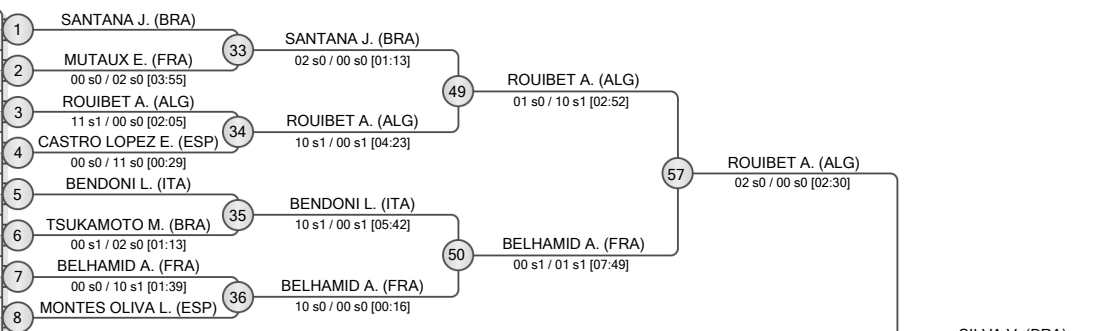 SANTANA J. (BRA)
1
MUTAUX E. (FRA)
2
00 s0 / 02 s0 [03:55]
33
SANTANA J. (BRA)
02 s0 / 00 s0 [01:13]
ROUIBET A. (ALG)
3
11 s1 / 00 s0 [02:05]
CASTRO LOPEZ E. (ESP)
4
00 s0 / 11 s0 [00:29]
34
ROUIBET A. (ALG)
10 s1 / 00 s1 [04:23]
49
ROUIBET A. (ALG)
01 s0 / 10 s1 [02:52]
BENDONI L. (ITA)
5
TSUKAMOTO M. (BRA)
6
00 s1 / 02 s0 [01:13]
35
BENDONI L. (ITA)
10 s1 / 00 s1 [05:42]
BELHAMID A. (FRA)
7
00 s0 / 10 s1 [01:39]
MONTES OLIVA L. (ESP)
8
36
BELHAMID A. (FRA)
10 s0 / 00 s0 [00:16]
50
BELHAMID A. (FRA)
00 s1 / 01 s1 [07:49]
57
ROUIBET A. (ALG)
02 s0 / 00 s0 [02:30]